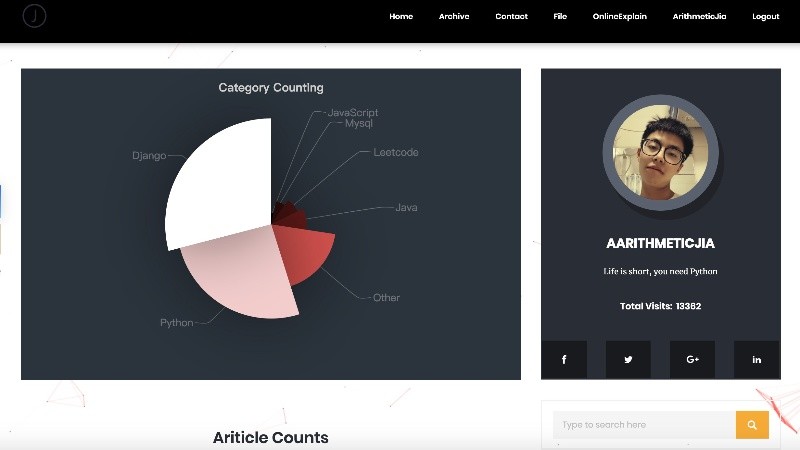 J
Home
Archive
Contact
File
OnlineExplain
ArithmeticJia
Logout
Category Counting
JavaScript
Mysql
Leetcode
Java
Other
Python
Django
AARITHMETICJIA
Life is short, you need Python
Total Visits: 13362
f
G+
in
Type to search here
Ariticle Counts